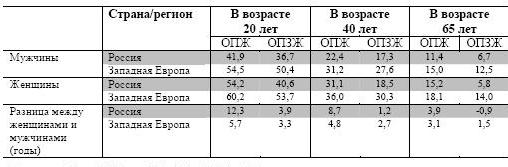 Страна/регион В возрасте 20 лет В возрасте 40 лет В возрасте 65 лет
ОПЖ ОПЗЖ ОПЖ ОПЗЖ ОПЖ ОПЗЖ
Мужчины Россия 41,9 36,7 22,4 17,3 11,4 6,7
Западная Европа 54,5 50,4 31,2 27,6 15,0 12,5
Женщины Россия 54,2 40,6 31,1 18,5 15,2 5,8
Западная Европа 60,2 53,7 36,0 30,3 18,1 14,0
Разница между Россия 12,3 3,9 8,7 1,2 3,9 -0,9
женщинами и Западная Европа 5,7 3,3 4,8 2,7 3,1 1,5
мужчинами
(годы)